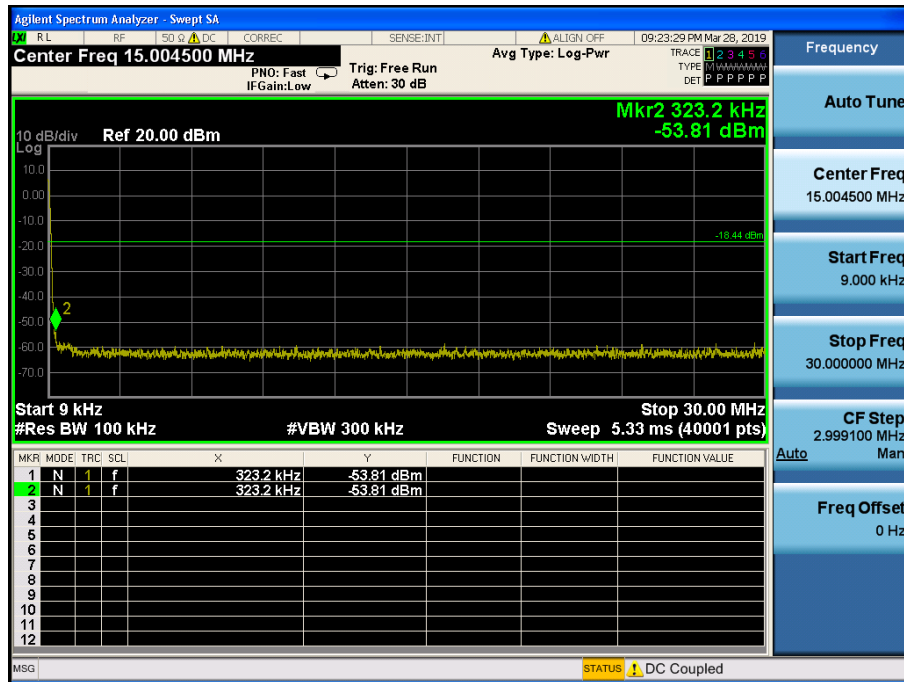 Agilent Spectrum Analyzer - Swept SA
LXI RL RF 50 Ω DC CORREC SENSE:INT ALIGN OFF 09:23:29 PM Mar 28, 2019
Center Freq 15.004500 MHz
PNO: Fast
IFGain:Low
Trig: Free Run
Atten: 30 dB
Avg Type: Log-Pwr
TRACE 1 2 3 4 5 6
TYPE M W W W W W
DET P P P P P P
Mkr2 323.2 kHz
-53.81 dBm
10 dB/div Ref 20.00 dBm
Log
10.0
0.00
-10.0
-18.44 dBm
-20.0
-30.0
-40.0
2
-50.0
-60.0
-70.0
Start 9 kHz Stop 30.00 MHz
#Res BW 100 kHz #VBW 300 kHz Sweep 5.33 ms (40001 pts)
MKR MODE TRC SCL X Y FUNCTION FUNCTION WIDTH FUNCTION VALUE
1 N 1 f 323.2 kHz -53.81 dBm
2 N 1 f 323.2 kHz -53.81 dBm
3
4
5
6
7
8
9
10
11
12
MSG STATUS DC Coupled
Frequency
Auto Tune
Center Freq
15.004500 MHz
Start Freq
9.000 kHz
Stop Freq
30.000000 MHz
CF Step
2.999100 MHz
Auto Man
Freq Offset
0 Hz